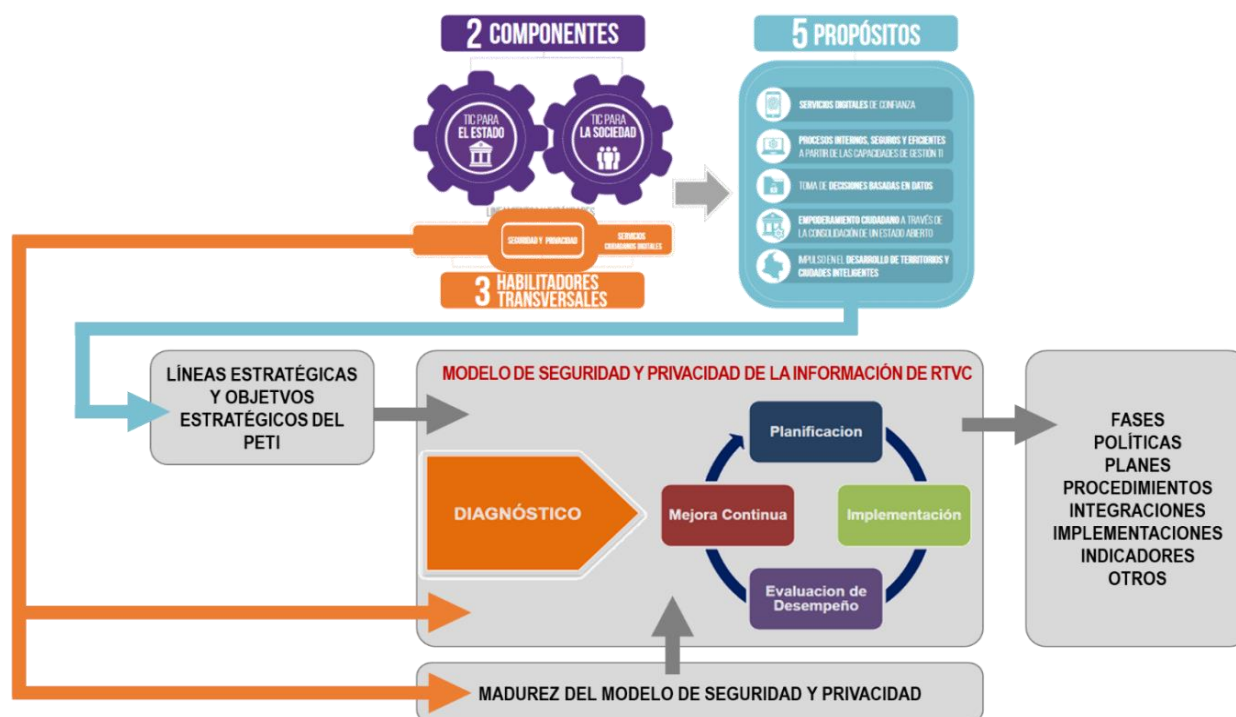 2 COMPONENTES
TIC PARA
EL ESTADO
TIC PARA
LA SOCIEDAD
SEGURIDAD Y PRIVACIDAD
SERVICIOS
CIUDADANOS DIGITALES
3 HABILITADORES
TRANSVERSALES
5 PROPÓSITOS
SERVICIOS DIGITALES DE CONFIANZA
PROCESOS INTERNOS, SEGUROS Y EFICIENTES
A PARTIR DE LAS CAPACIDADES DE GESTIÓN TI
TOMA DE DECISIONES BASADAS EN DATOS
EMPODERAMIENTO CIUDADANO A TRAVÉS DE
LA CONSOLIDACIÓN DE UN ESTADO ABIERTO
IMPULSO EN EL DESARROLLO DE TERRITORIOS Y
CIUDADES INTELIGENTES
LÍNEAS ESTRATÉGICAS
Y OBJETVOS
ESTRATÉGICOS DEL
PETI
MODELO DE SEGURIDAD Y PRIVACIDAD DE LA INFORMACIÓN DE RTVC
DIAGNÓSTICO
Planificacion
Mejora Continua
Implementación
Evaluacion de
Desempeño
MADUREZ DEL MODELO DE SEGURIDAD Y PRIVACIDAD
FASES
POLÍTICAS
PLANES
PROCEDIMIENTOS
INTEGRACIONES
IMPLEMENTACIONES
INDICADORES
OTROS